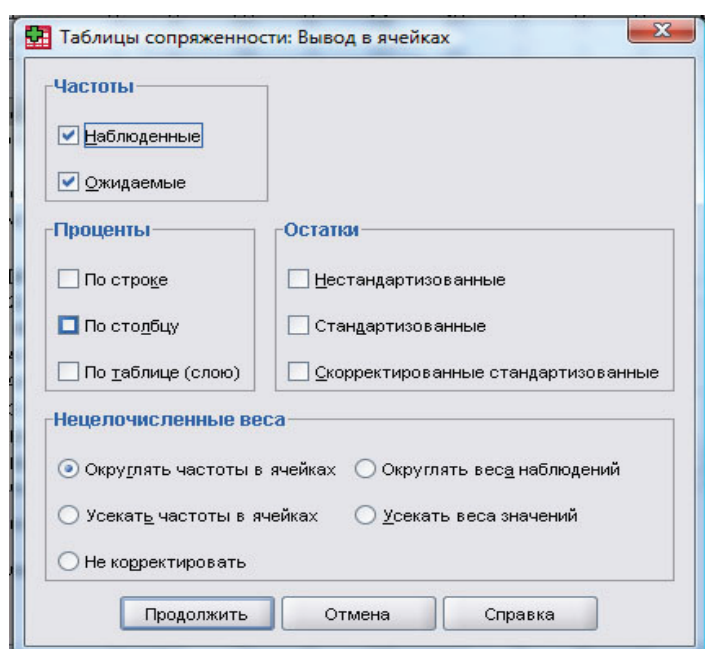 Таблицы сопряженности: Вывод в ячейках
Частоты
Наблюденные
Ожидаемые
Проценты
По строке
По столбцу
По таблице (слою)
Остатки
Нестандартизованные
Стандартизованные
Скорректированные стандартизованные
Нецелочисленные веса
Округлять частоты в ячейках
Округлять веса наблюдений
Усекать частоты в ячейках
Усекать веса значений
Не корректировать
Продолжить
Отмена
Справка